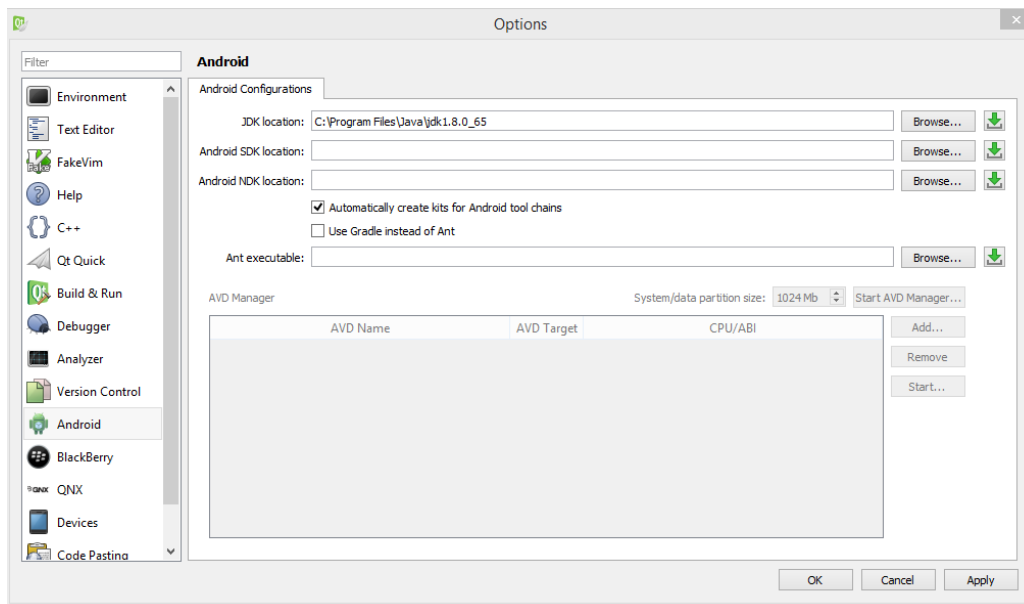 Options
Filter
Environment
Text Editor
FakeVim
Help
C++
Qt Quick
Build & Run
Debugger
Analyzer
Version Control
Android
BlackBerry
QNX
Devices
Code Pasting
Android
Android Configurations
JDK location: C:\Program Files\Java\jdk1.8.0_65 Browse...
Android SDK location: Browse...
Android NDK location: Browse...
Automatically create kits for Android tool chains
Use Gradle instead of Ant
Ant executable: Browse...
AVD Manager System/data partition size: 1024 Mb Start AVD Manager...
AVD Name AVD Target CPU/ABI
Add...
Remove
Start...
OK Cancel Apply